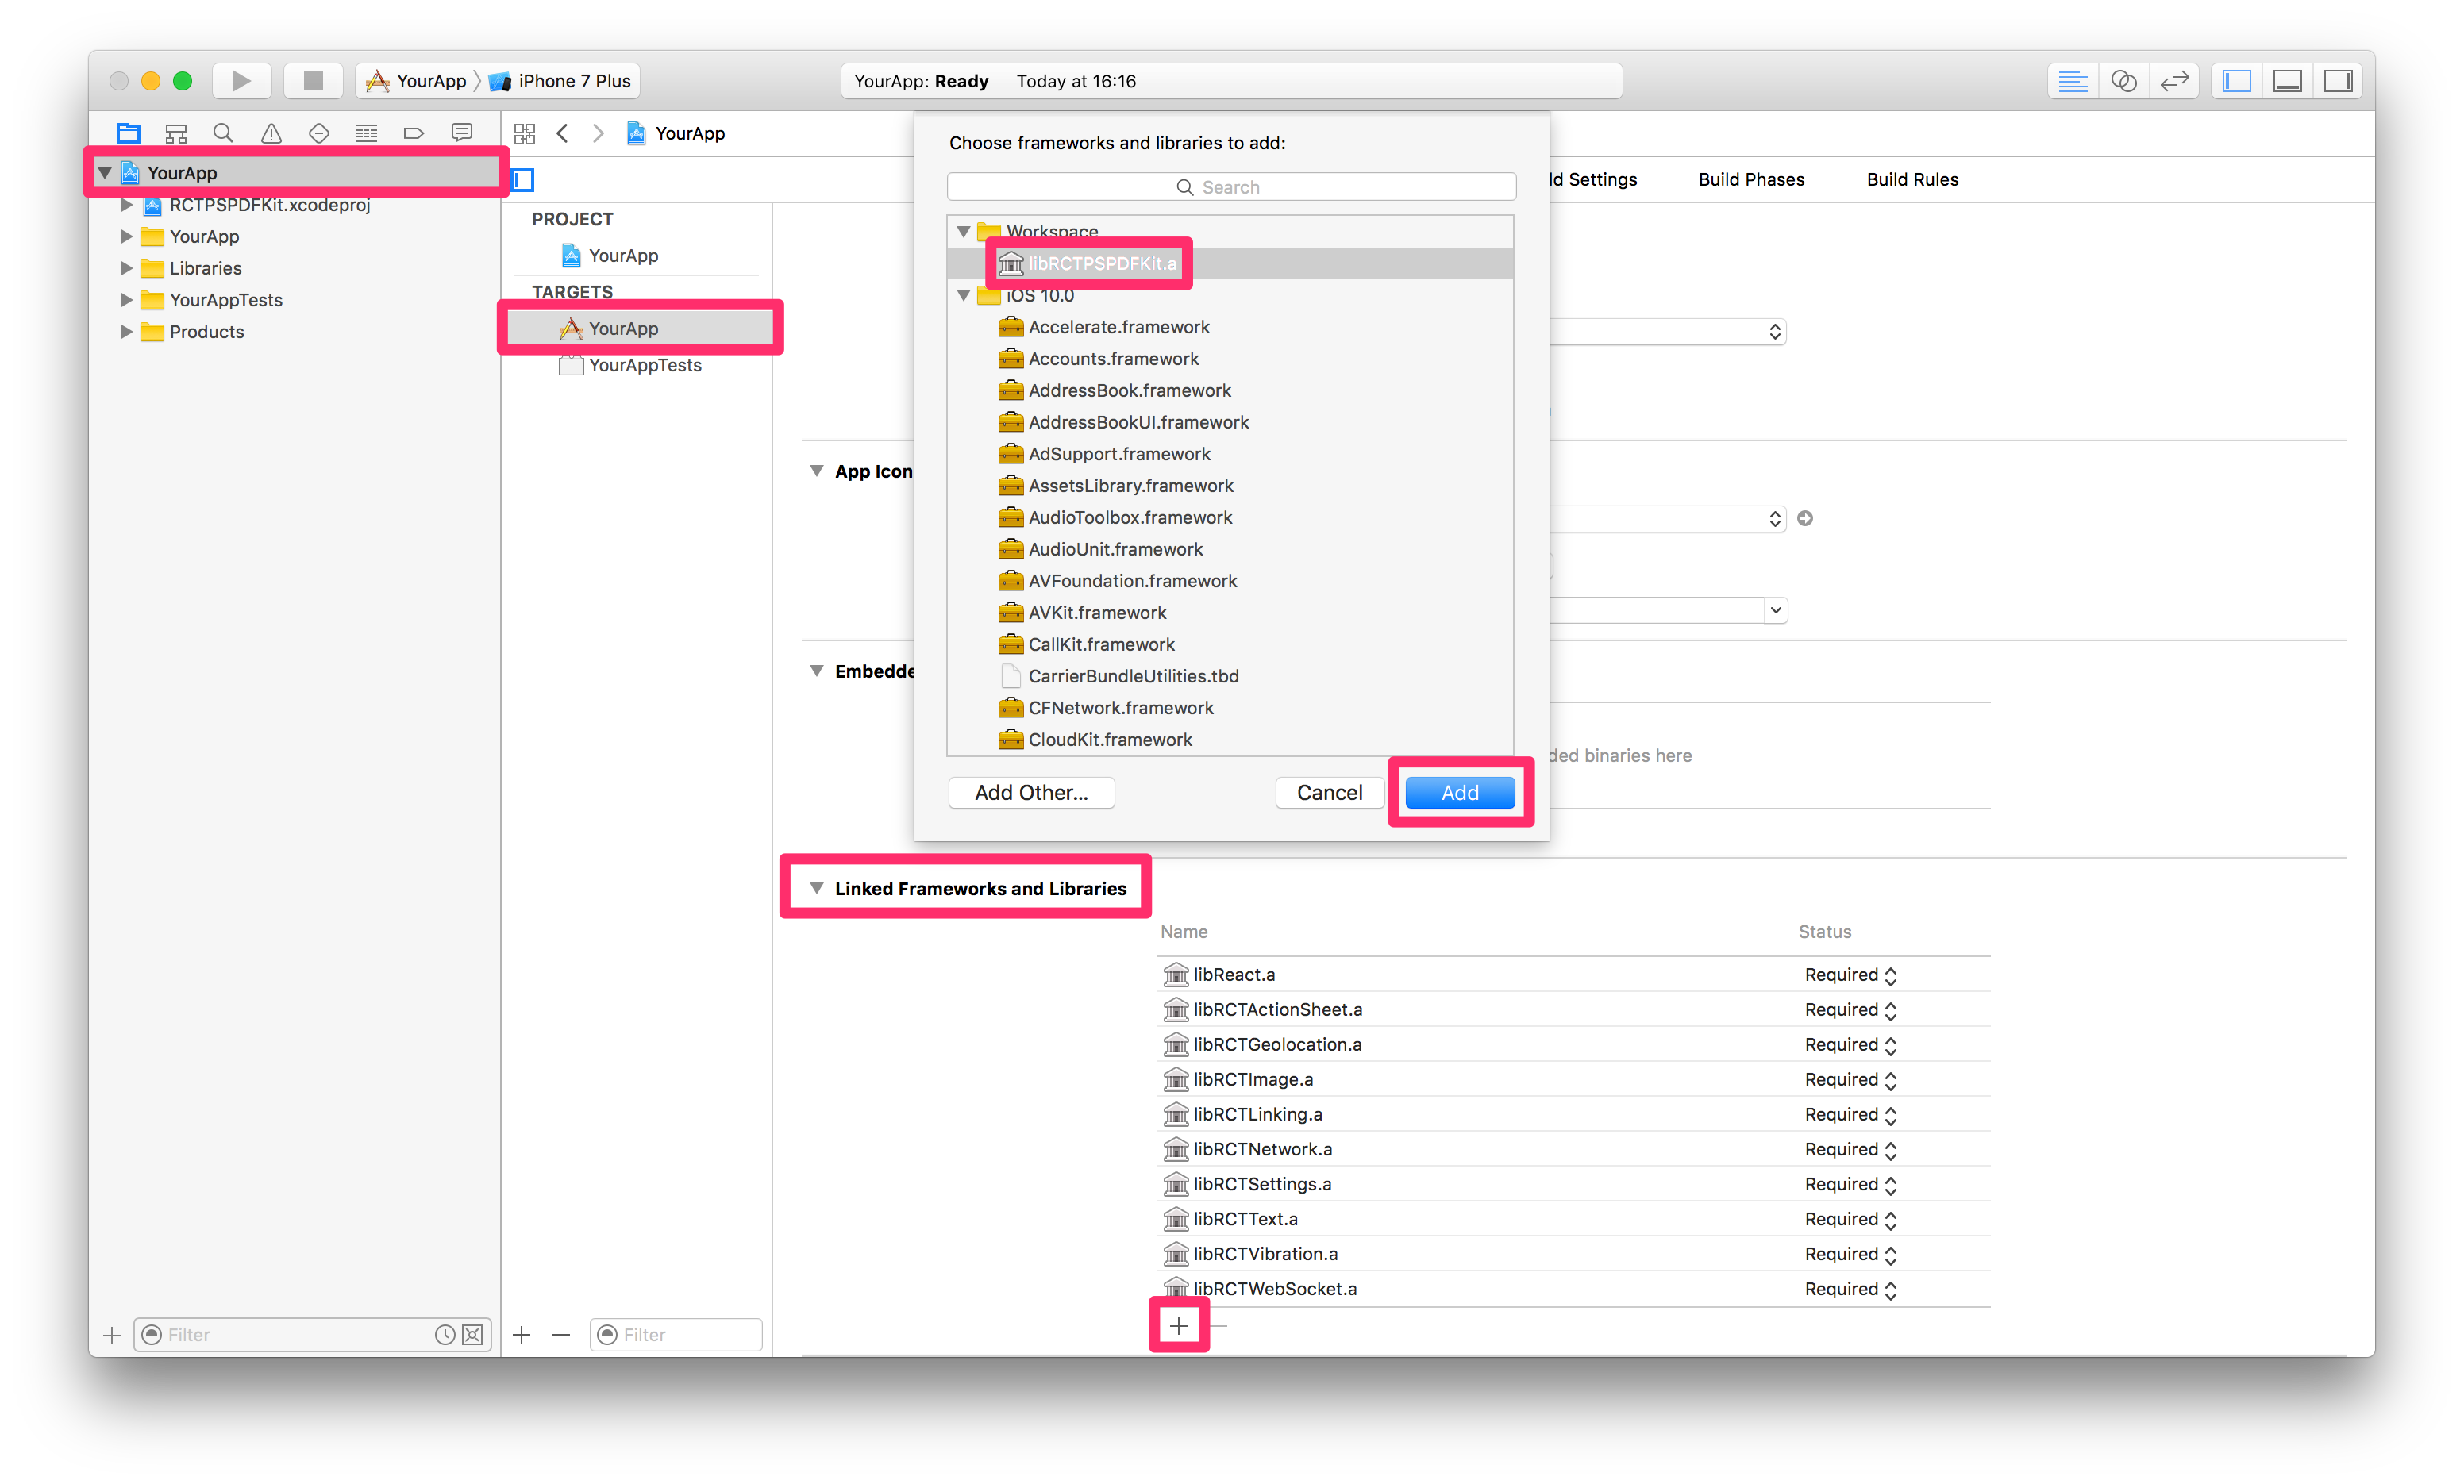 YourApp
iPhone 7 Plus
YourApp: Ready | Today at 16:16
YourApp
YourApp
RCTPSPDFKit.xcodeproj
YourApp
Libraries
YourAppTests
Products
Filter
PROJECT
YourApp
TARGETS
YourApp
YourAppTests
Filter
ld Settings
Build Phases
Build Rules
Choose frameworks and libraries to add:
Search
Workspace
libRCTPSPDFKit.a
iOS 10.0
Accelerate.framework
Accounts.framework
AddressBook.framework
AddressBookUI.framework
AdSupport.framework
AssetsLibrary.framework
AudioToolbox.framework
AudioUnit.framework
AVFoundation.framework
AVKit.framework
CallKit.framework
CarrierBundleUtilities.tbd
CFNetwork.framework
CloudKit.framework
Add Other...
Cancel
Add
App Icon
Embedde
ded binaries here
Linked Frameworks and Libraries
Name Status
libReact.a Required
libRCTActionSheet.a Required
libRCTGeolocation.a Required
libRCTImage.a Required
libRCTLinking.a Required
libRCTNetwork.a Required
libRCTSettings.a Required
libRCTText.a Required
libRCTVibration.a Required
libRCTWebSocket.a Required